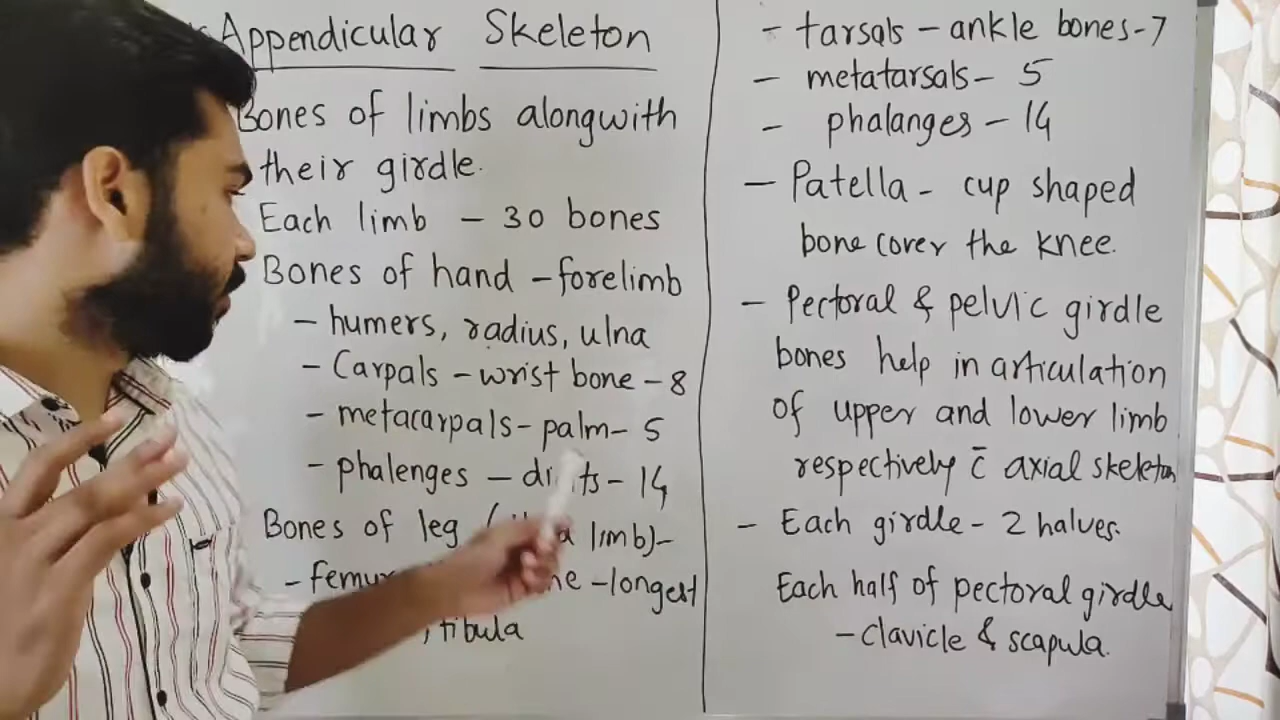 Appendicular Skeleton
Bones of limbs alongwith
their girdle.
Each limb - 30 bones
Bones of hand - forelimb
- humers, radius, ulna
- Carpals - wrist bone - 8
- metacarpals - palm - 5
- phalenges - - 14
Bones of leg ( limb) -
- femur - longest
, tibula
- tarsals - ankle bones - 7
- metatarsals - 5
- phalanges - 14
- Patella - cup shaped
bone cover the knee.
- Pectoral & pelvic girdle
bones help in articulation
of upper and lower limb
respectively c̄ axial skeleton
- Each girdle - 2 halves.
Each half of pectoral girdle
- clavicle & scapula.